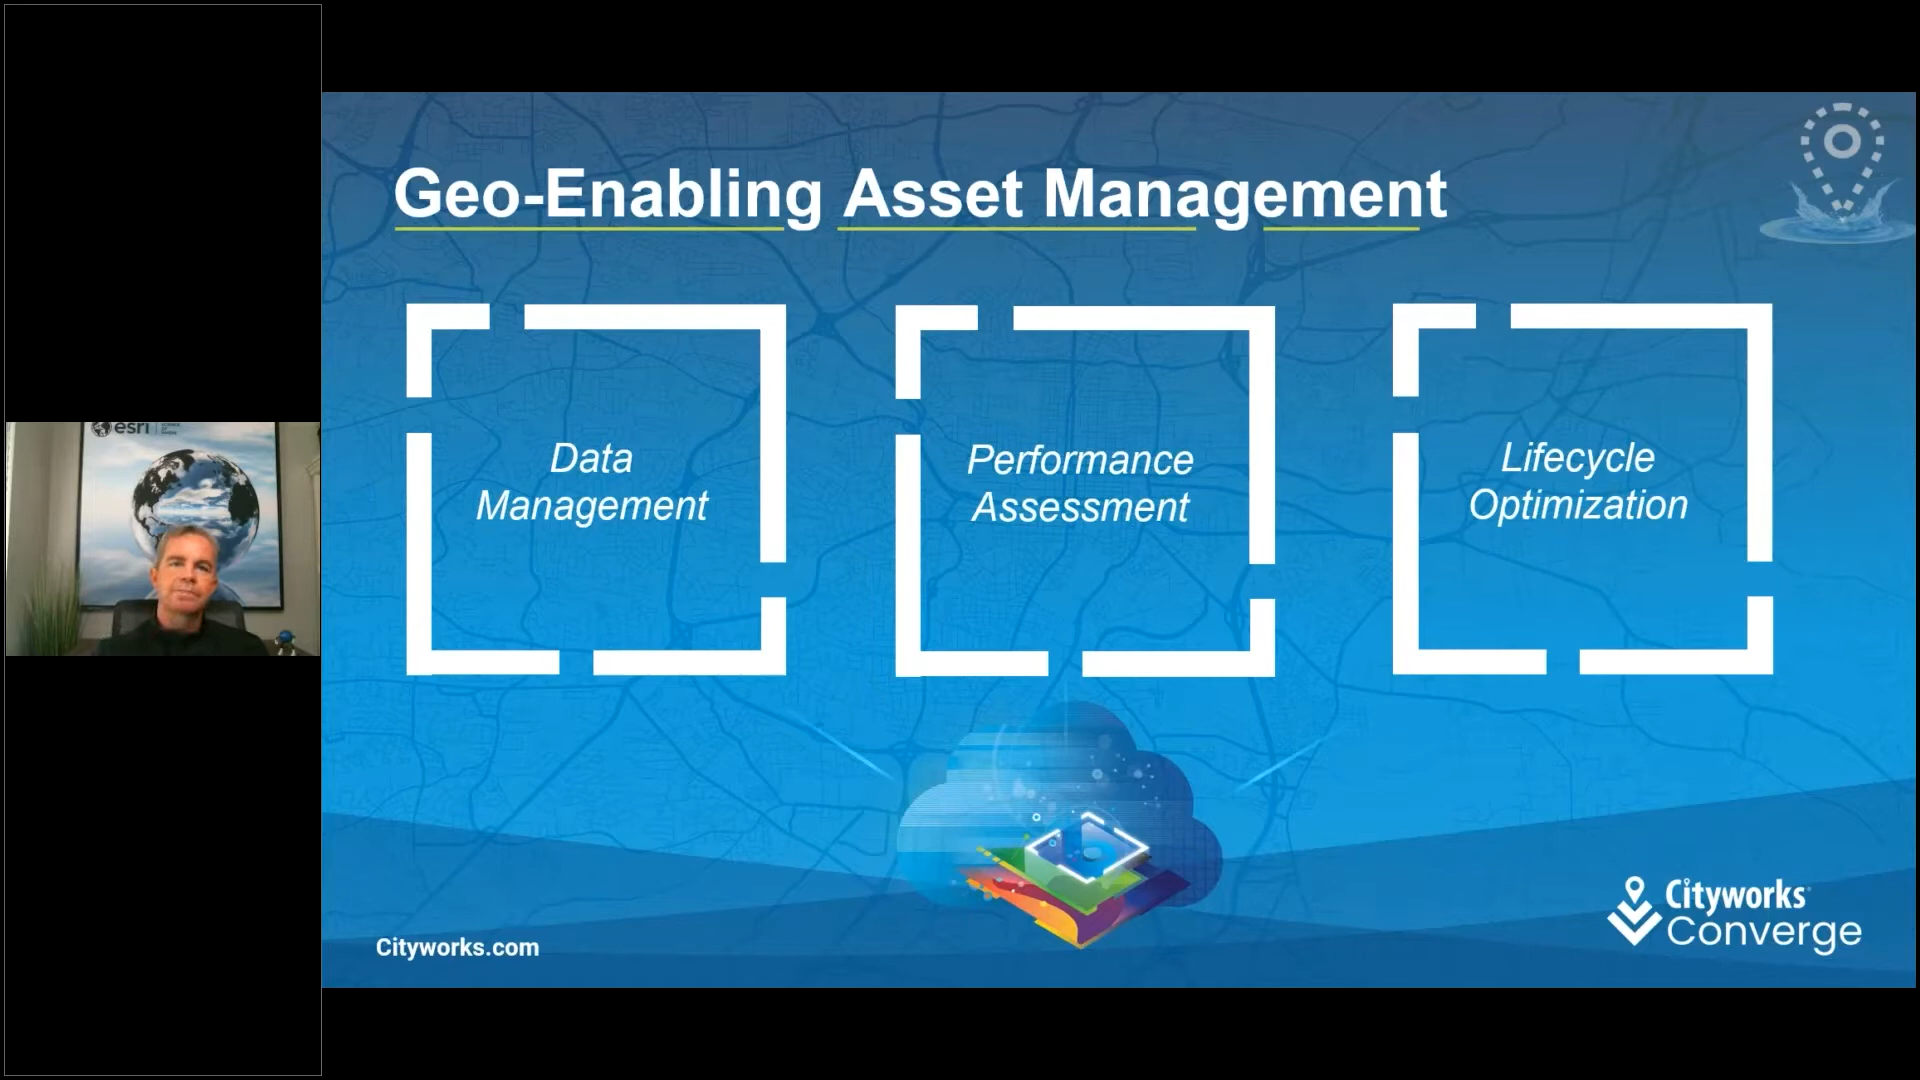 esri
Geo-Enabling Asset Management
Data
Management
Performance
Assessment
Lifecycle
Optimization
Cityworks.com
Cityworks
Converge